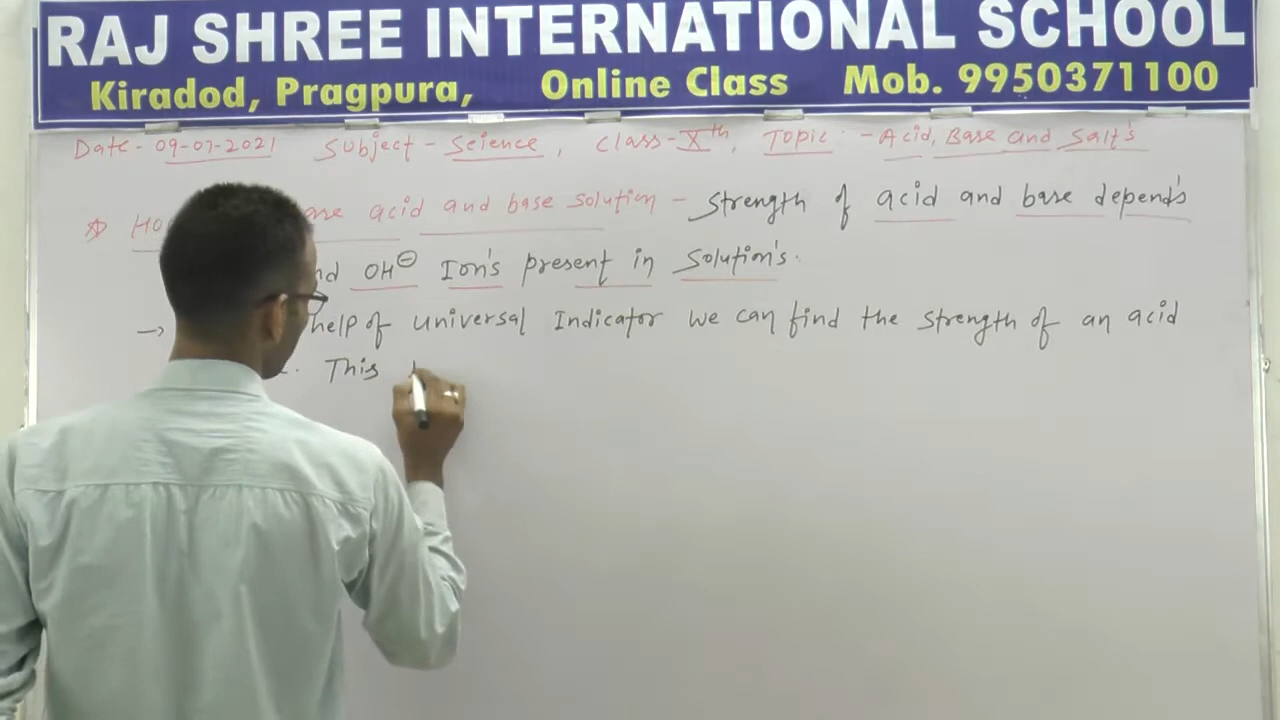 RAJ SHREE INTERNATIONAL SCHOOL
Kiradod, Pragpura, Online Class Mob. 9950371100
Date - 09-07-2021 Subject - Science, Class - Xth, Topic - Acid, Base and Salt's
acid and base solution - Strength of acid and base depend's
OH⊖ Ion's present in Solution's.
→ help of universal Indicator we can find the strength of an acid
This